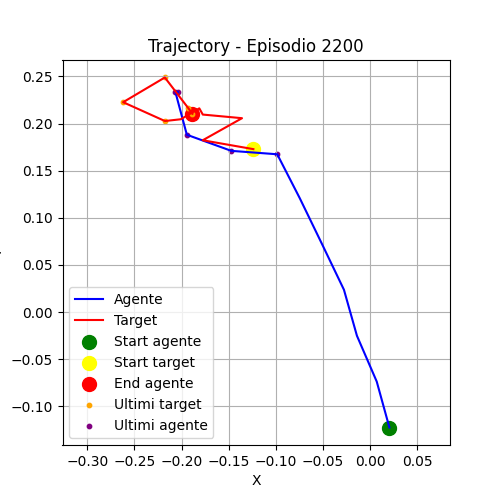 Trajectory - Episodio 2200
0.25
0.20
0.15
0.10
0.05
0.00
−0.05
−0.10
Agente
Target
Start agente
Start target
End agente
Ultimi target
Ultimi agente
−0.30 −0.25 −0.20 −0.15 −0.10 −0.05 0.00 0.05
X